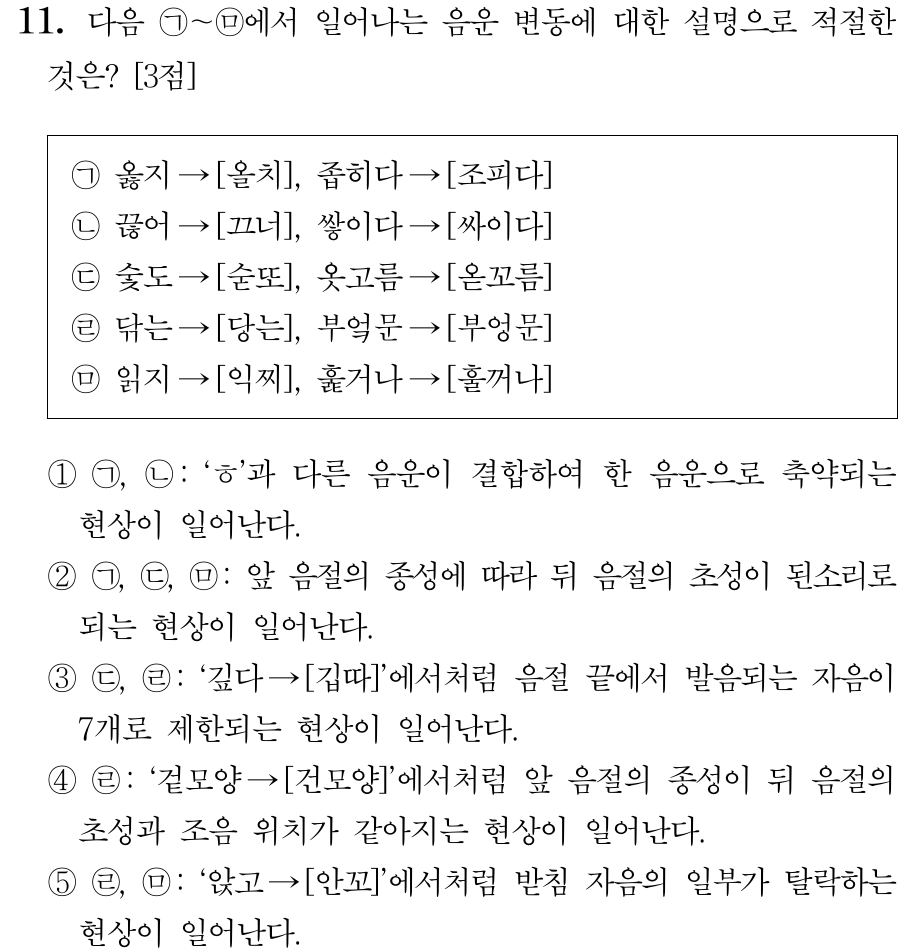 11. 다음 ㉠~㉤에서 일어나는 음운 변동에 대한 설명으로 적절한
것은? [3점]
㉠ 옳지→[올치], 좁히다→[조피다]
㉡ 끊어→[끄너], 쌓이다→[싸이다]
㉢ 숯도→[숟또], 옷고름→[옫꼬름]
㉣ 닦는→[당는], 부엌문→[부엉문]
㉤ 읽지→[익찌], 훑거나→[훌꺼나]
① ㉠, ㉡: ‘ㅎ’과 다른 음운이 결합하여 한 음운으로 축약되는
현상이 일어난다.
② ㉠, ㉢, ㉤: 앞 음절의 종성에 따라 뒤 음절의 초성이 된소리로
되는 현상이 일어난다.
③ ㉢, ㉣: ‘깊다→[깁따]’에서처럼 음절 끝에서 발음되는 자음이
7개로 제한되는 현상이 일어난다.
④ ㉣: ‘겉모양→[건모양]’에서처럼 앞 음절의 종성이 뒤 음절의
초성과 조음 위치가 같아지는 현상이 일어난다.
⑤ ㉣, ㉤: ‘앉고→[안꼬]’에서처럼 받침 자음의 일부가 탈락하는
현상이 일어난다.